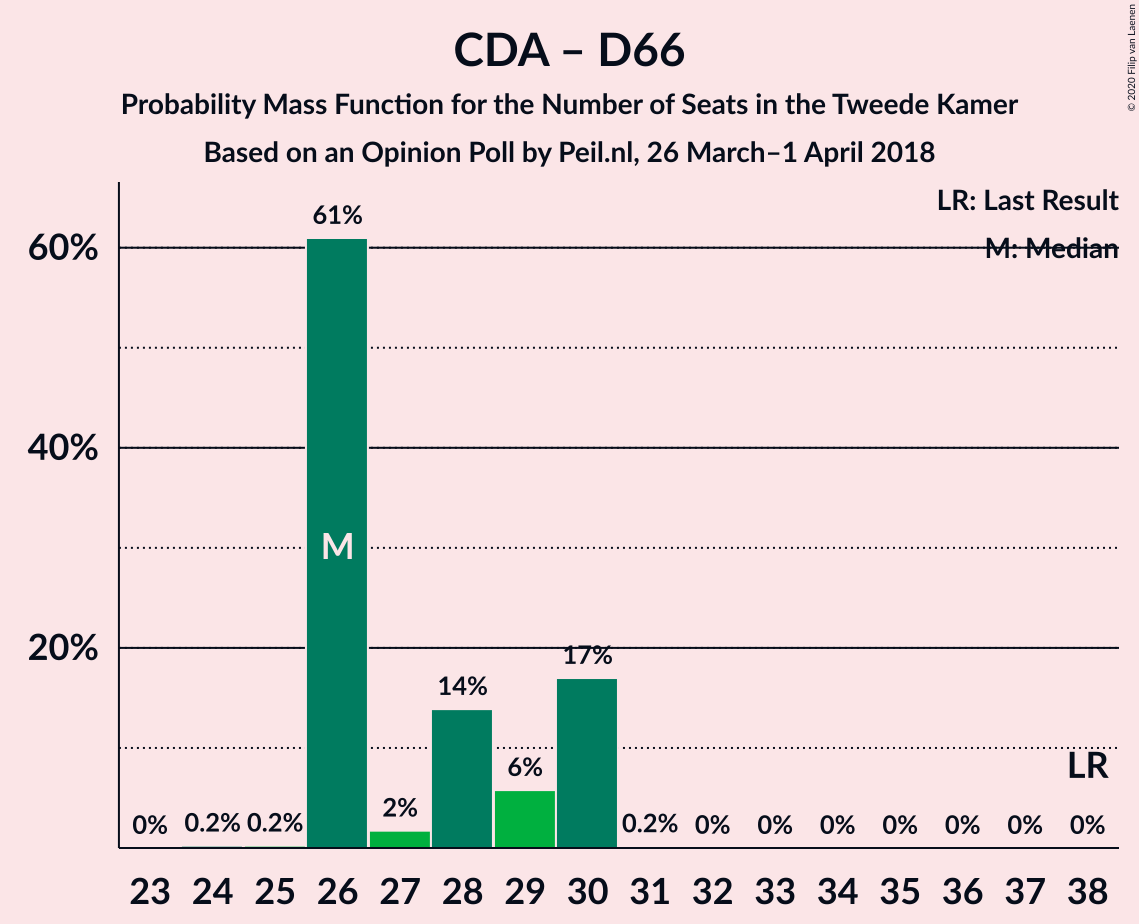 CDA – D66
Probability Mass Function for the Number of Seats in the Tweede Kamer
Based on an Opinion Poll by Peil.nl, 26 March–1 April 2018
© 2020 Filip van Laenen
LR: Last Result
M: Median
60%
40%
20%
61%
M
17%
14%
6%
2%
LR
0% 0.2% 0.2% 0.2% 0% 0% 0% 0% 0% 0% 0%
23 24 25 26 27 28 29 30 31 32 33 34 35 36 37 38